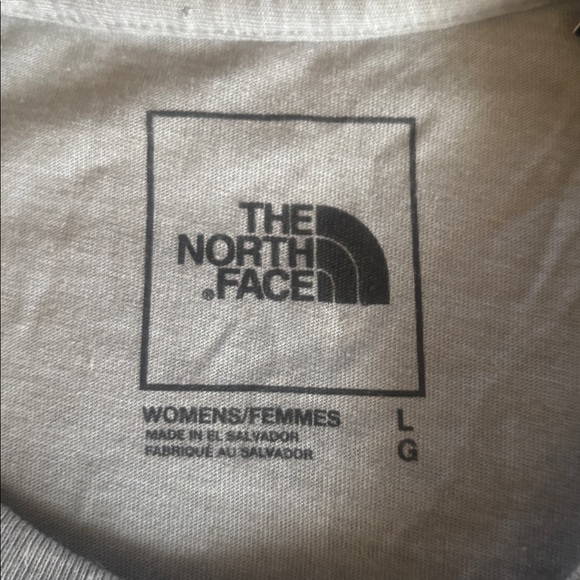 THE
NORTH
FACE
WOMENS/FEMMES L
MADE IN EL SALVADOR
FABRIQUÉ AU SALVADOR G